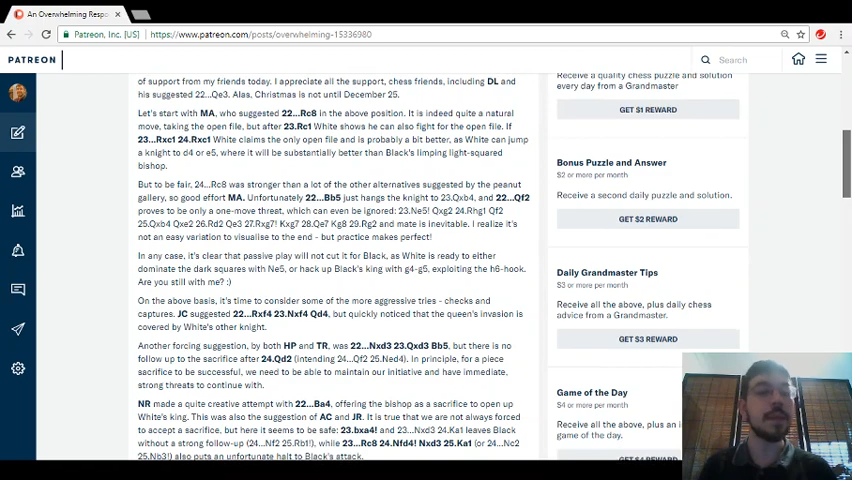 An Overwhelming Respo
Patreon, Inc. [US] https://www.patreon.com/posts/overwhelming-15336980
PATREON
Search
of support from my friends today. I appreciate all the support, chess friends, including DL and
his suggested 22...Qe3. Alas, Christmas is not until December 25.
Let's start with MA, who suggested 22...Rc8 in the above position. It is indeed quite a natural
move, taking the open file, but after 23.Rc1 White shows he can also fight for the open file. If
23...Rxc1 24.Rxc1 White claims the only open file and is probably a bit better, as White can jump
a knight to d4 or e5, where it will be substantially better than Black's limping light-squared
bishop.
But to be fair, 24...Rc8 was stronger than a lot of the other alternatives suggested by the peanut
gallery, so good effort MA. Unfortunately 22...Bb5 just hangs the knight to 23.Qxb4, and 22...Qf2
proves to be only a one-move threat, which can even be ignored: 23.Ne5! Qxg2 24.Rhg1 Qf2
25.Qxb4 Qxe2 26.Rd2 Qe3 27.Rxg7! Kxg7 28.Qe7 Kg8 29.Rg2 and mate is inevitable. I realize it's
not an easy variation to visualise to the end - but practice makes perfect!
In any case, it's clear that passive play will not cut it for Black, as White is ready to either
dominate the dark squares with Ne5, or hack up Black's king with g4-g5, exploiting the h6-hook.
Are you still with me? :)
On the above basis, it's time to consider some of the more aggressive tries - checks and
captures. JC suggested 22...Rxf4 23.Nxf4 Qd4, but quickly noticed that the queen's invasion is
covered by White's other knight.
Another forcing suggestion, by both HP and TR, was 22...Nxd3 23.Qxd3 Bb5, but there is no
follow up to the sacrifice after 24.Qd2 (intending 24...Qf2 25.Ned4). In principle, for a piece
sacrifice to be successful, we need to be able to maintain our initiative and have immediate,
strong threats to continue with.
NR made a quite creative attempt with 22...Ba4, offering the bishop as a sacrifice to open up
White's king. This was also the suggestion of AC and JR. It is true that we are not always forced
to accept a sacrifice, but here it seems to be safe: 23.bxa4! and 23...Nxd3 24.Ka1 leaves Black
without a strong follow-up (24...Nf2 25.Rb1!), while 23...Rc8 24.Nfd4! Nxd3 25.Ka1 (or 24...Nc2
25.Nb3!) also puts an unfortunate halt to Black's attack.
Receive a quality chess puzzle and solution
every day from a Grandmaster
GET $1 REWARD
Bonus Puzzle and Answer
$2 or more per month
Receive a second daily puzzle and solution.
GET $2 REWARD
Daily Grandmaster Tips
$3 or more per month
Receive all the above, plus daily chess
advice from a Grandmaster.
GET $3 REWARD
Game of the Day
$4 or more per month
Receive all the above, plus an i
game of the day.
GET $4 REWARD